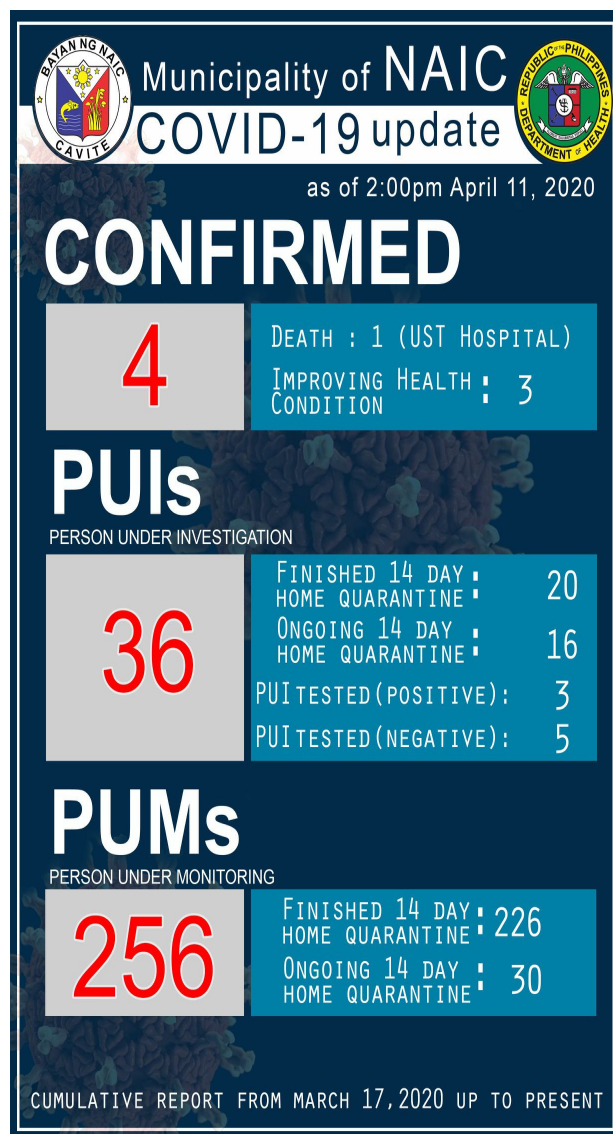 BAYAN NG NAIC
CAVITE
Municipality of NAIC
REPUBLIC OF THE PHILIPPINES
DEPARTMENT OF HEALTH
COVID-19 update
as of 2:00pm April 11, 2020
CONFIRMED
4
DEATH : 1 (UST HOSPITAL)
IMPROVING HEALTH
CONDITION : 3
PUIs
PERSON UNDER INVESTIGATION
36
FINISHED 14 DAY
HOME QUARANTINE : 20
ONGOING 14 DAY
HOME QUARANTINE : 16
PUI TESTED (POSITIVE): 3
PUI TESTED (NEGATIVE): 5
PUMs
PERSON UNDER MONITORING
256
FINISHED 14 DAY
HOME QUARANTINE : 226
ONGOING 14 DAY
HOME QUARANTINE : 30
CUMULATIVE REPORT FROM MARCH 17, 2020 UP TO PRESENT